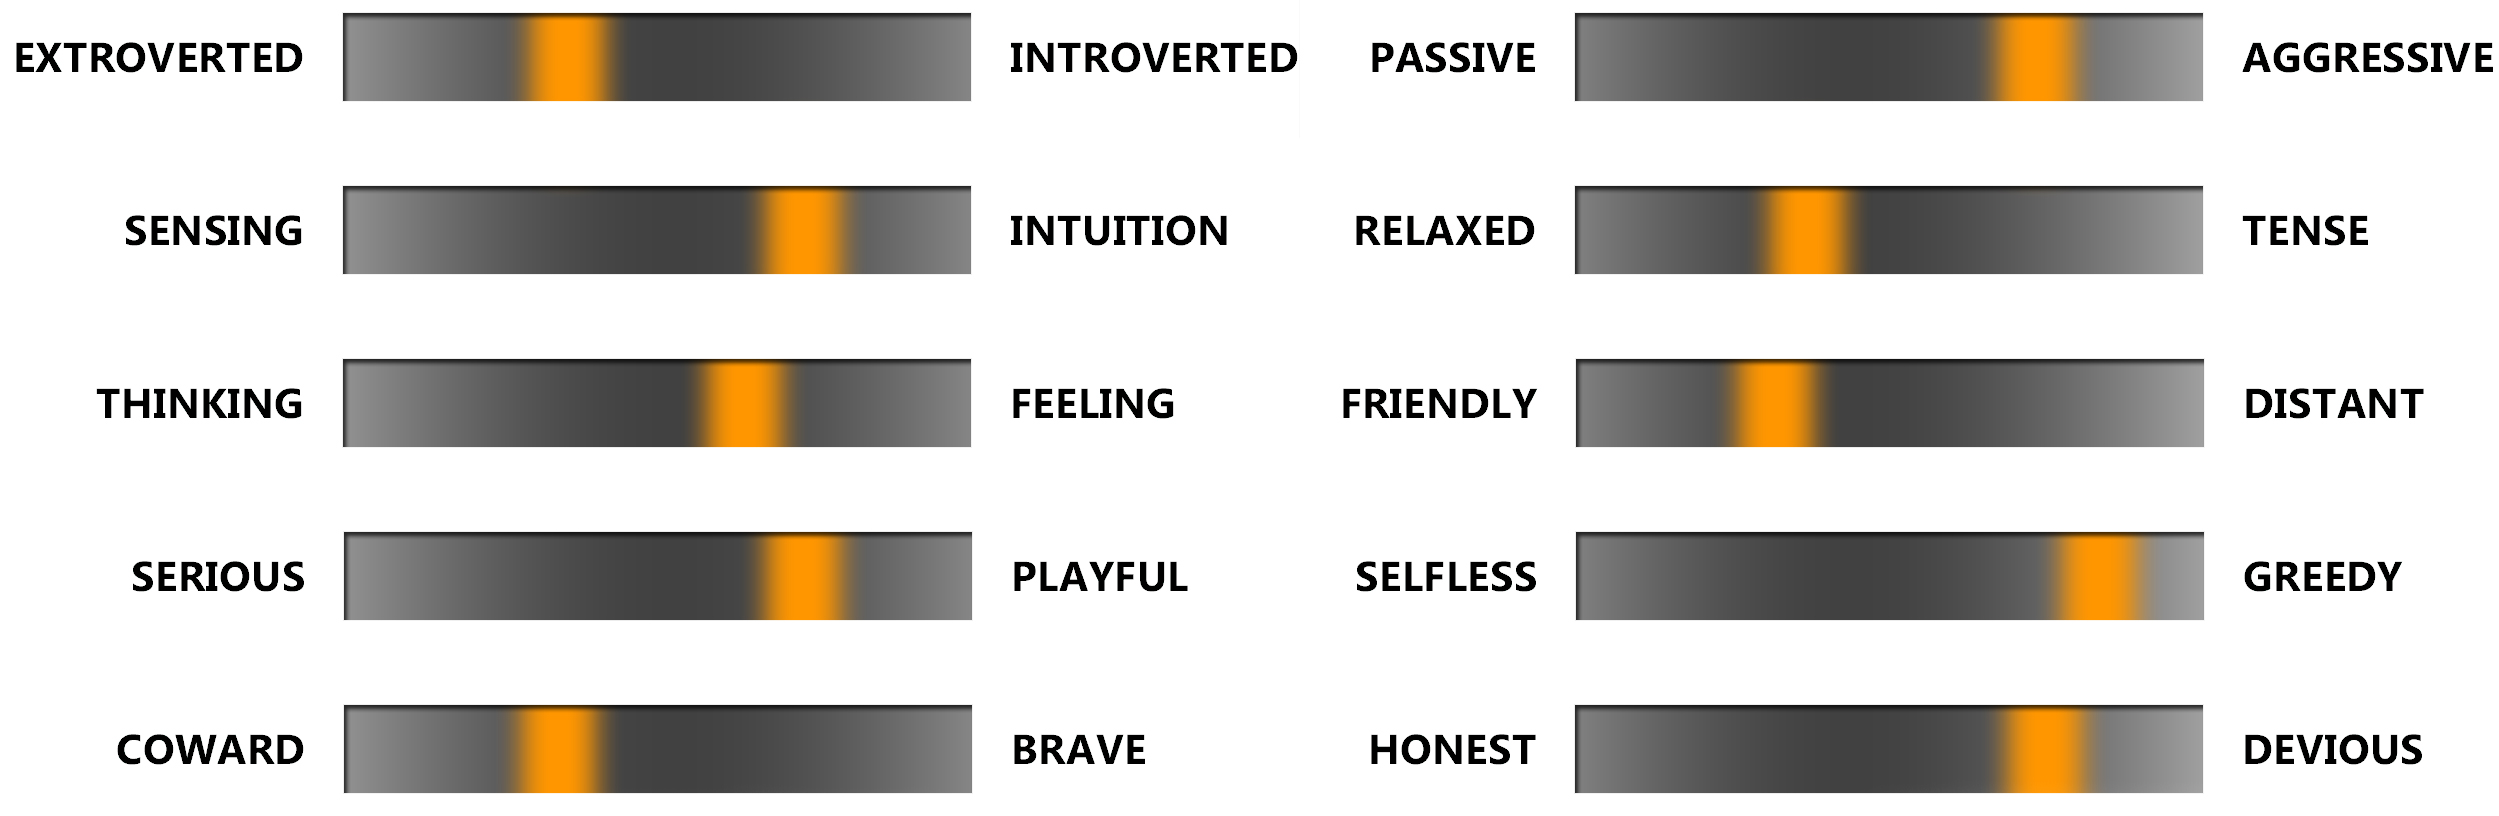 EXTROVERTED INTROVERTED PASSIVE AGGRESSIVE
SENSING INTUITION RELAXED TENSE
THINKING FEELING FRIENDLY DISTANT
SERIOUS PLAYFUL SELFLESS GREEDY
COWARD BRAVE HONEST DEVIOUS